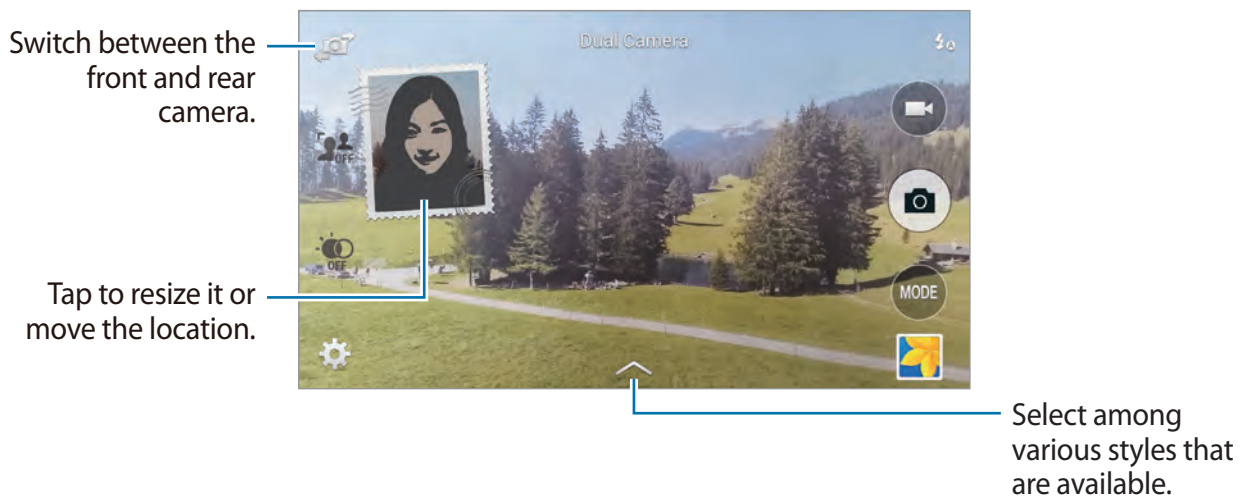 Switch between the
front and rear
camera.
Dual Camera
OFF
OFF
Tap to resize it or
move the location.
MODE
Select among
various styles that
are available.